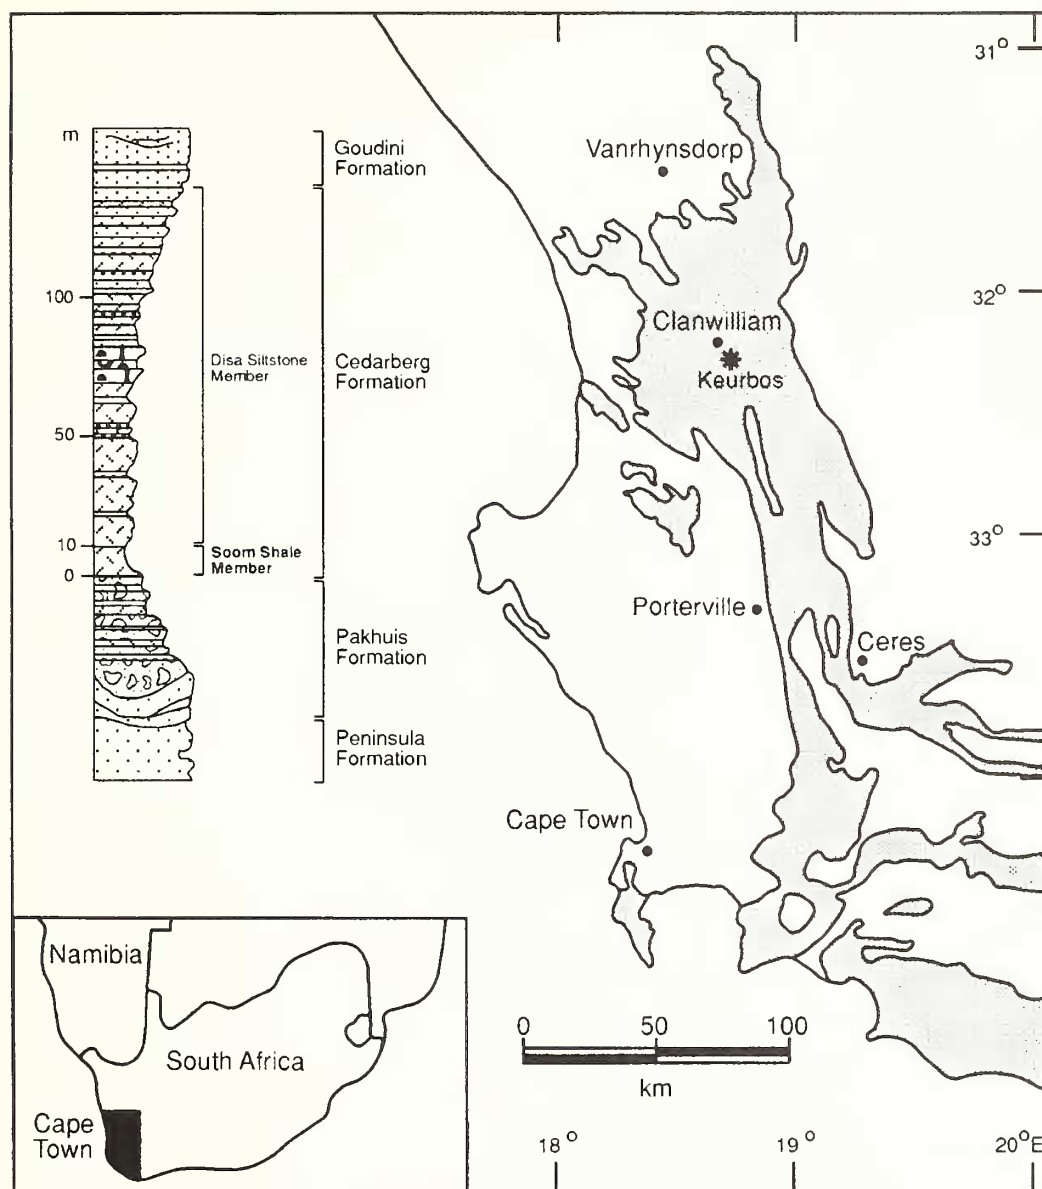 m
100
50
10
0
Goudini
Formation
Disa Siltstone
Member
Cedarberg
Formation
Soom Shale
Member
Pakhuis
Formation
Peninsula
Formation
31°
Vanrhynsdorp
32°
Clanwilliam
Keurbos
33°
Porterville
Ceres
Cape Town
0 50 100
km
18° 19° 20°E
Namibia
South Africa
Cape
Town